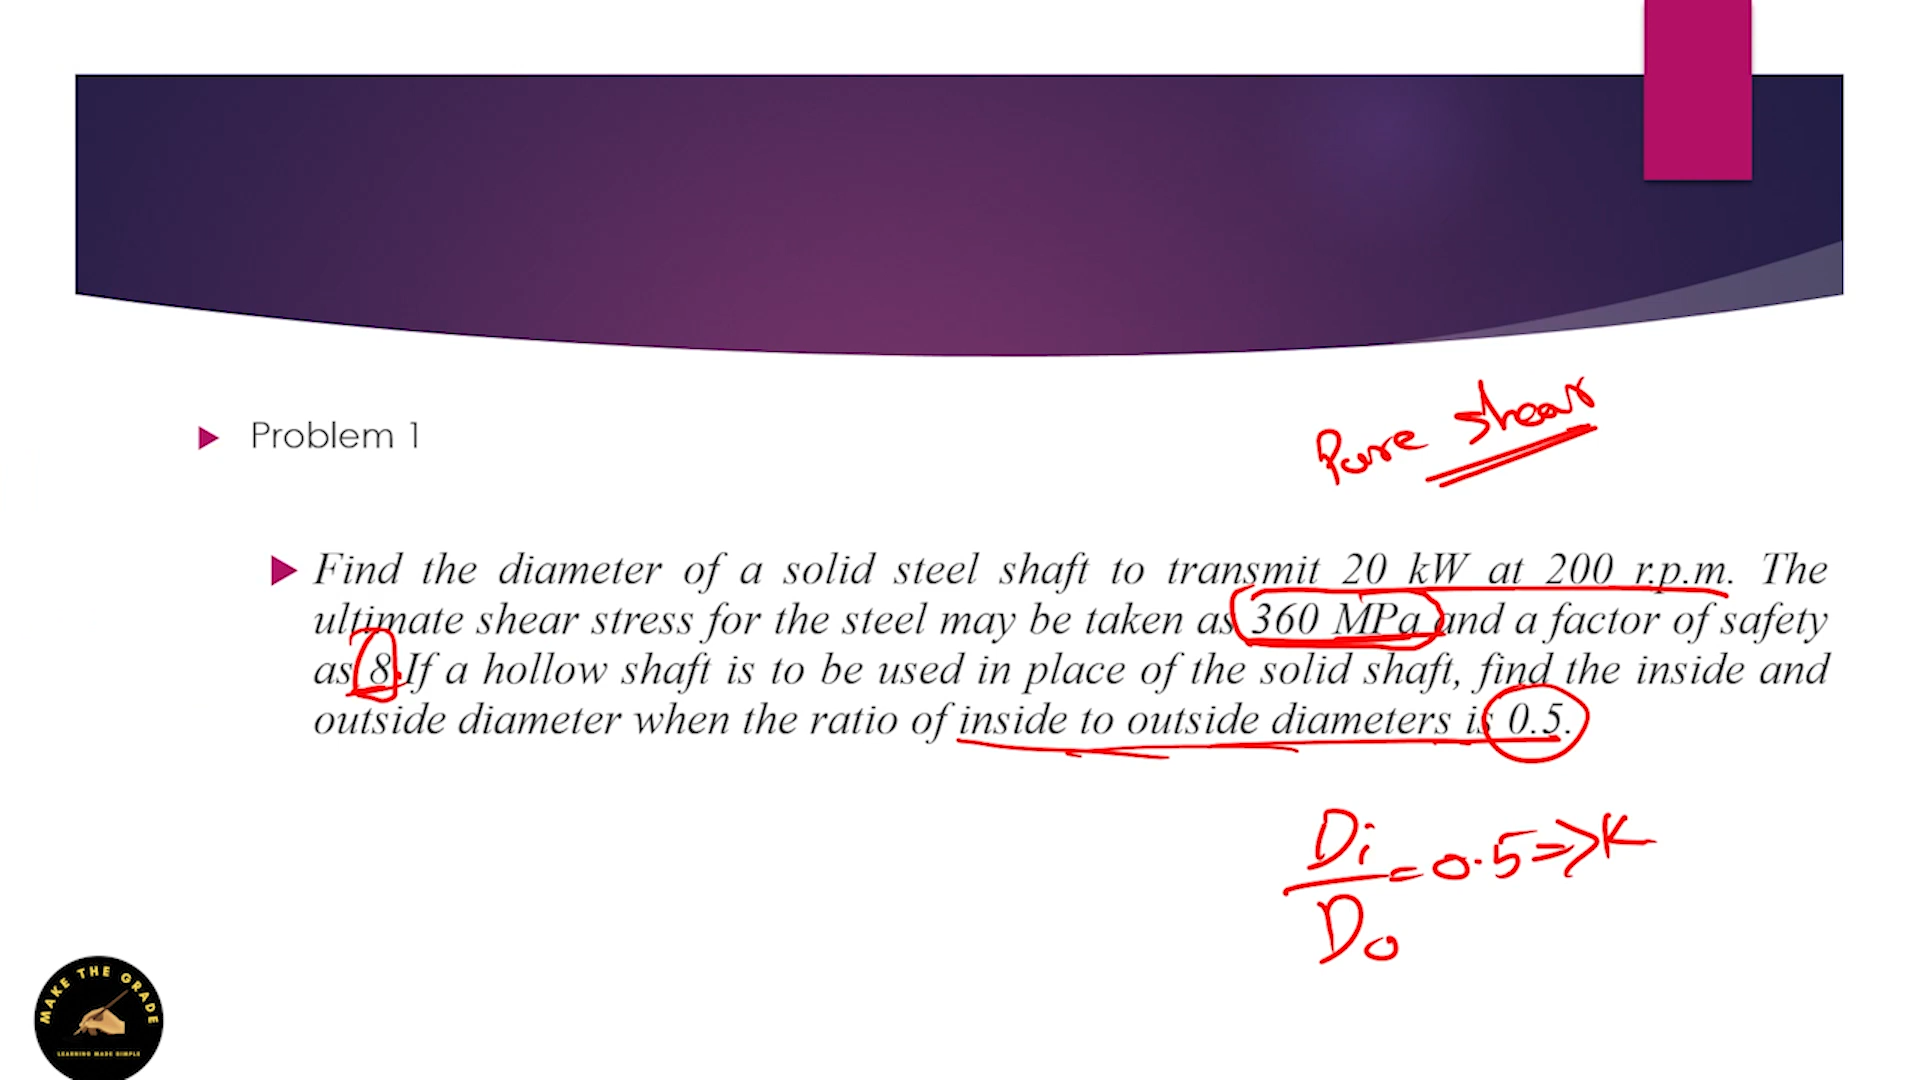 Problem 1
Pure Shear
Find the diameter of a solid steel shaft to transmit 20 kW at 200 r.p.m. The
ultimate shear stress for the steel may be taken as 360 MPa and a factor of safety
as 8. If a hollow shaft is to be used in place of the solid shaft, find the inside and
outside diameter when the ratio of inside to outside diameters is 0.5.
Di
= 0.5 => K
Do
MAKE THE GRADE
LEARNING MADE SIMPLE